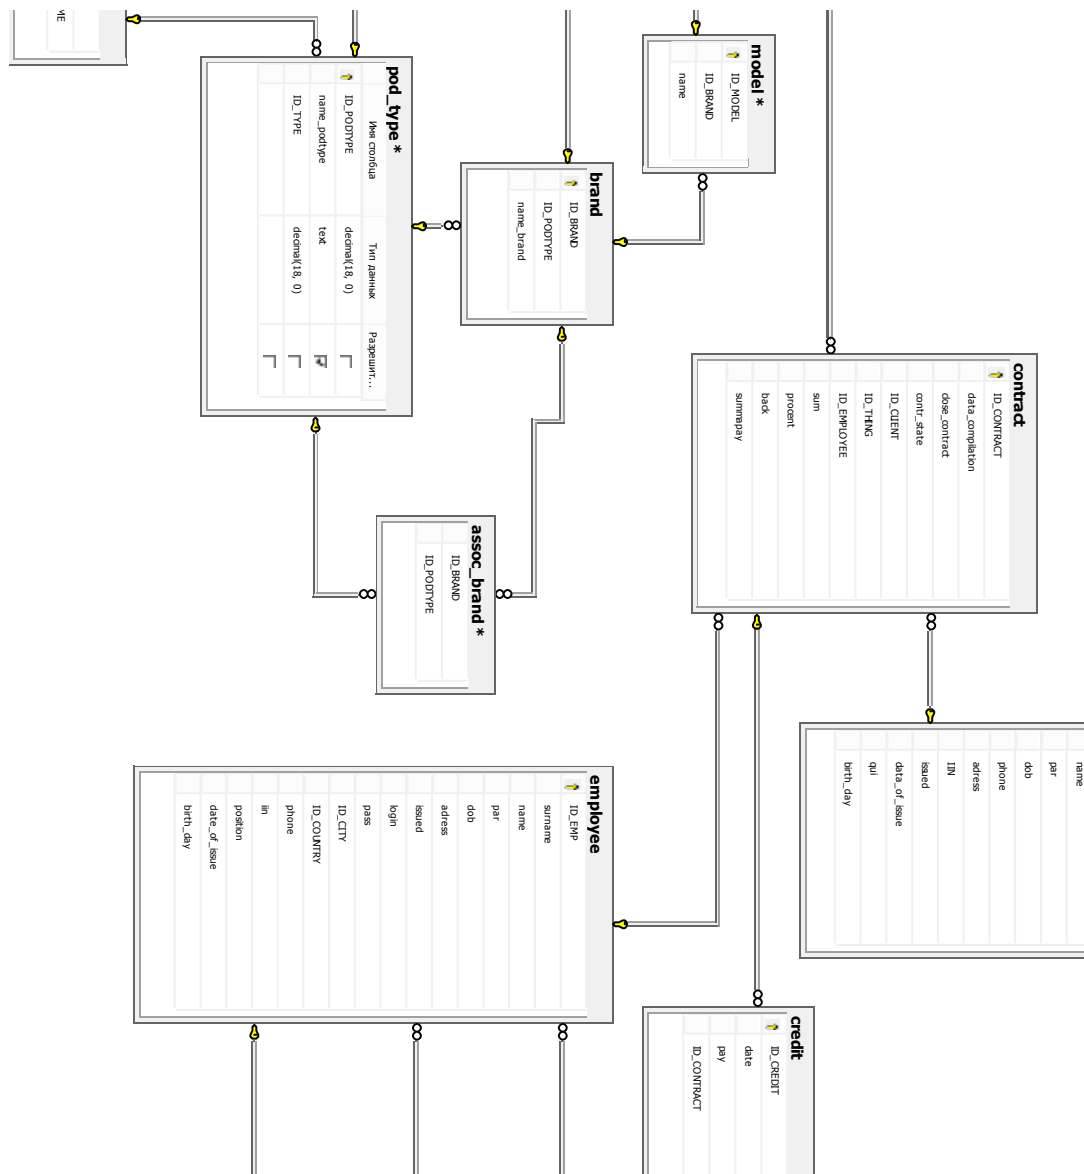 ME
pod_type *
Имя столбца
Тип данных
Разрешит...
ID_PODTYPE
decimal(18, 0)
name_podtype
text
ID_TYPE
decimal(18, 0)
model *
ID_MODEL
ID_BRAND
name
brand
ID_BRAND
ID_PODTYPE
name_brand
contract
ID_CONTRACT
data_compilation
close_contract
contr_state
ID_CLIENT
ID_THING
ID_EMPLOYEE
sum
procent
back
summapay
assoc_brand *
ID_BRAND
ID_PODTYPE
name
par
dob
phone
adress
IIN
issued
data_of_issue
qui
birth_day
employee
ID_EMP
surname
name
par
dob
adress
issued
login
pass
ID_CITY
ID_COUNTRY
phone
iin
position
date_of_issue
birth_day
credit
ID_CREDIT
date
pay
ID_CONTRACT